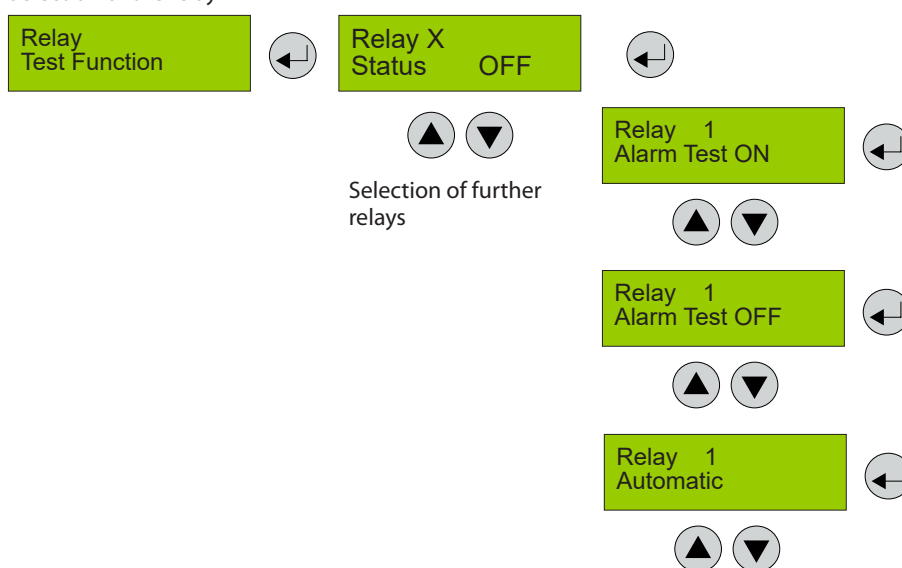 Relay
Test Function
Relay X
Status OFF
Selection of further
relays
Relay 1
Alarm Test ON
Relay 1
Alarm Test OFF
Relay 1
Automatic